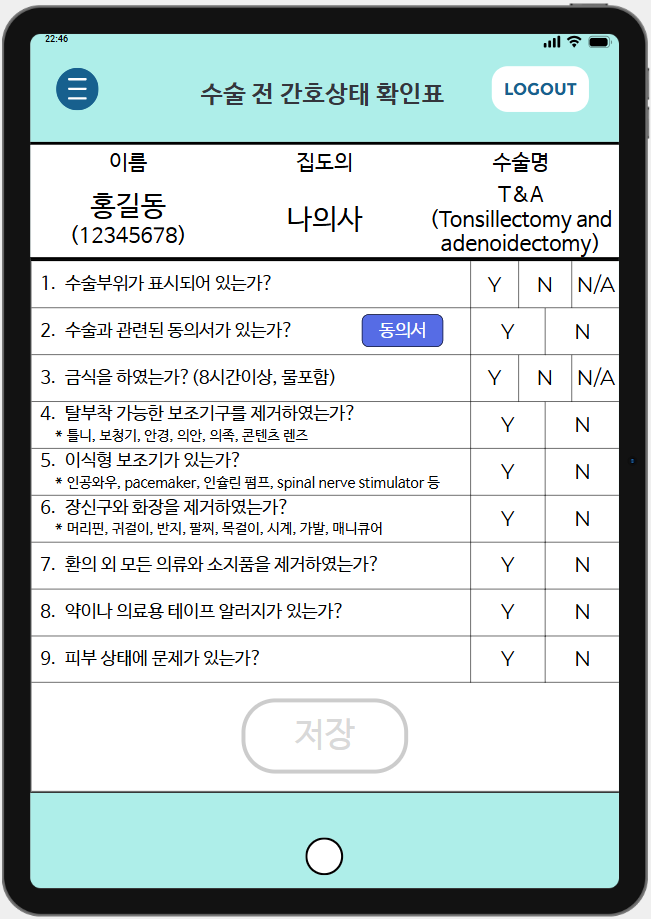 22:46
수술 전 간호상태 확인표
LOGOUT
이름 집도의 수술명
홍길동
(12345678)
나의사
T & A
(Tonsillectomy and
adenoidectomy)
1. 수술부위가 표시되어 있는가? Y N N/A
2. 수술과 관련된 동의서가 있는가? 동의서 Y N
3. 금식을 하였는가? (8시간이상, 물포함) Y N N/A
4. 탈부착 가능한 보조기구를 제거하였는가? Y N
* 틀니, 보청기, 안경, 의안, 의족, 콘텐츠 렌즈
5. 이식형 보조기가 있는가? Y N
* 인공와우, pacemaker, 인슐린 펌프, spinal nerve stimulator 등
6. 장신구와 화장을 제거하였는가? Y N
* 머리핀, 귀걸이, 반지, 팔찌, 목걸이, 시계, 가발, 매니큐어
7. 환의 외 모든 의류와 소지품을 제거하였는가? Y N
8. 약이나 의료용 테이프 알러지가 있는가? Y N
9. 피부 상태에 문제가 있는가? Y N
저장